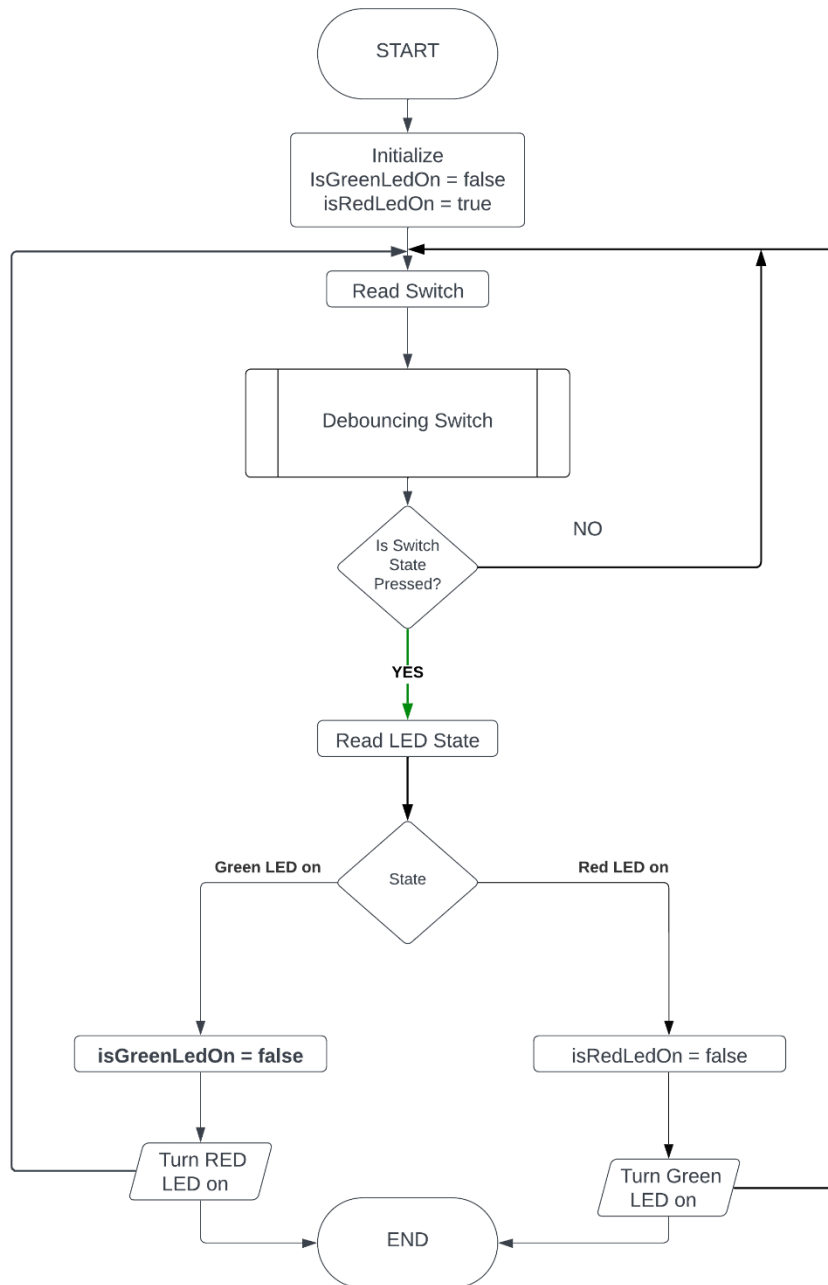 START
Initialize
IsGreenLedOn = false
isRedLedOn = true
Read Switch
Debouncing Switch
Is Switch
State
Pressed?
NO
YES
Read LED State
State
Green LED on
Red LED on
isGreenLedOn = false
isRedLedOn = false
Turn RED
LED on
Turn Green
LED on
END